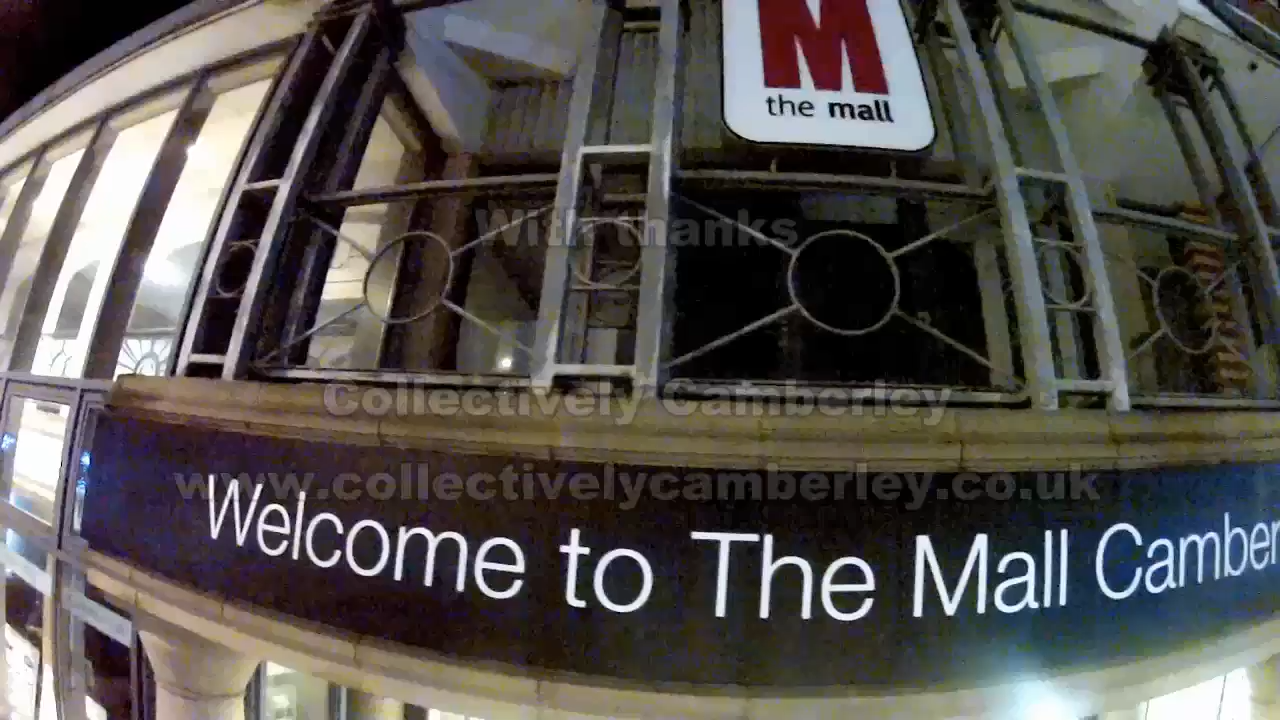 M
the mall
With thanks
Collectively Camberley
www.collectivelycamberley.co.uk
Welcome to The Mall Camber